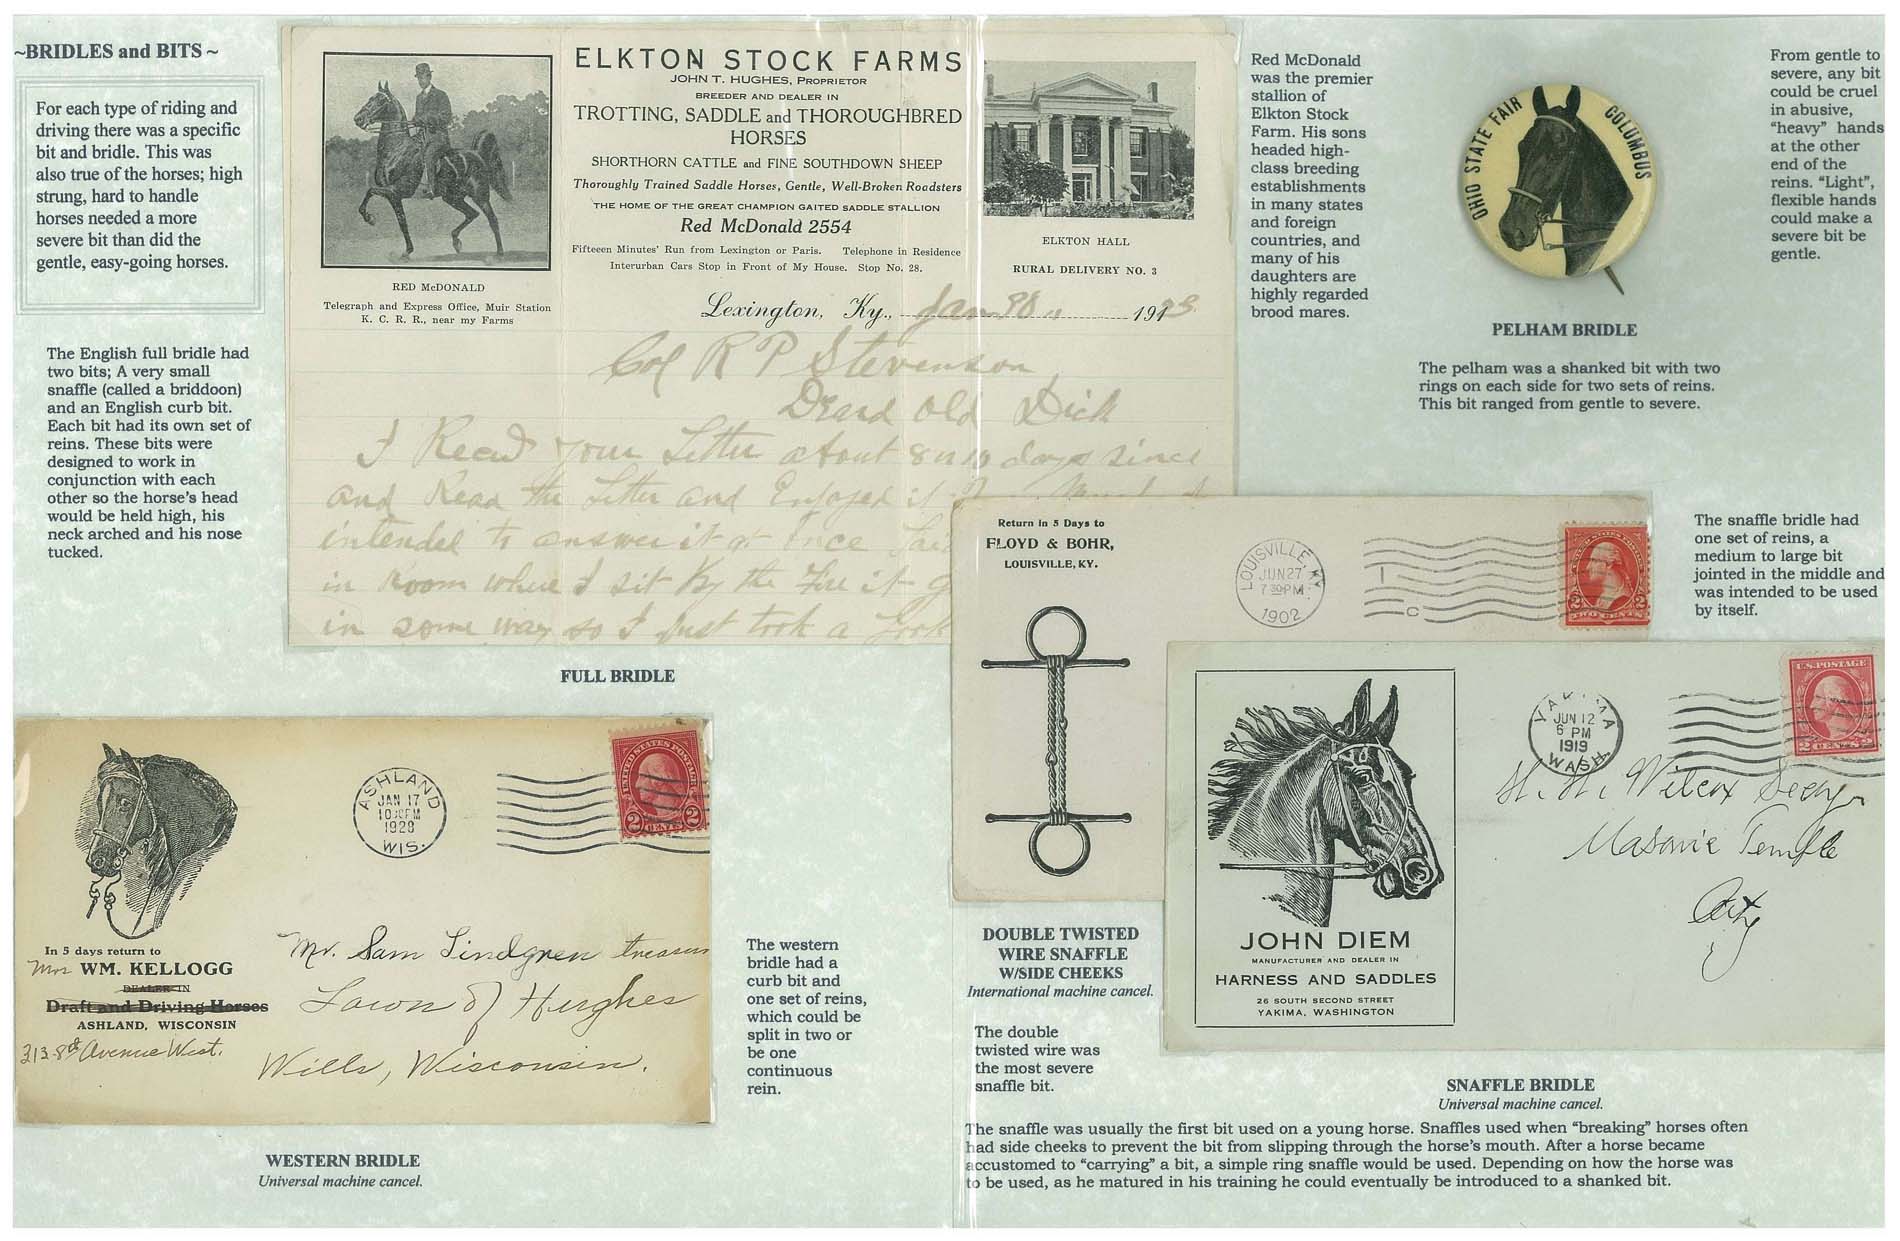 ~BRIDLES and BITS ~
For each type of riding and
driving there was a specific
bit and bridle. This was
also true of the horses; high
strung, hard to handle
horses needed a more
severe bit than did the
gentle, easy-going horses.
The English full bridle had
two bits; A very small
snaffle (called a briddoon)
and an English curb bit.
Each bit had its own set of
reins. These bits were
designed to work in
conjunction with each
other so the horse's head
would be held high, his
neck arched and his nose
tucked.
ELKTON STOCK FARMS
JOHN T. HUGHES, PROPRIETOR
BREEDER AND DEALER IN
TROTTING, SADDLE and THOROUGHBRED
HORSES
SHORTHORN CATTLE and FINE SOUTHDOWN SHEEP
Thoroughly Trained Saddle Horses, Gentle, Well-Broken Roadsters
THE HOME OF THE GREAT CHAMPION GAITED SADDLE STALLION
Red McDonald 2554
Fifteeen Minutes' Run from Lexington or Paris. Telephone in Residence
Interurban Cars Stop in Front of My House. Stop No. 28.
RED McDONALD
Telegraph and Express Office, Muir Station
K. C. R. R., near my Farms
ELKTON HALL
RURAL DELIVERY NO. 3
Lexington, Ky., Jan 30 191
Col R P Stevenson
Deard Old Dick
I Recd your Letter about 8 or 10 days since
and Read the Letter and Enjoyed it
intended to answer it at Once
in Room where I sit By the Fire it
in some way so I just took a Look
FULL BRIDLE
Red McDonald
was the premier
stallion of
Elkton Stock
Farm. His sons
headed high-
class breeding
establishments
in many states
and foreign
countries, and
many of his
daughters are
highly regarded
brood mares.
OHIO STATE FAIR COLUMBUS
PELHAM BRIDLE
The pelham was a shanked bit with two
rings on each side for two sets of reins.
This bit ranged from gentle to severe.
From gentle to
severe, any bit
could be cruel
in abusive,
“heavy” hands
at the other
end of the
reins. “Light”,
flexible hands
could make a
severe bit be
gentle.
Return in 5 Days to
FLOYD & BOHR,
LOUISVILLE, KY.
LOUISVILLE, KY
JUN 27
7 30 PM
1902
C
2 2
TWO CENTS
The snaffle bridle had
one set of reins, a
medium to large bit
jointed in the middle and
was intended to be used
by itself.
JOHN DIEM
MANUFACTURER AND DEALER IN
HARNESS AND SADDLES
26 SOUTH SECOND STREET
YAKIMA, WASHINGTON
YAKIMA
JUN 12
6 PM
1919
WASH.
U.S. POSTAGE
2 CENTS 2
H. H. Wilcox Secy
Masonic Temple
City
In 5 days return to
Mrs WM. KELLOGG
DEALER IN
Draft and Driving Horses
ASHLAND, WISCONSIN
313-8th Avenue West.
ASHLAND
JAN 17
1928
WIS.
UNITED STATES POSTAGE
2 CENTS 2
Mr. Sam Lindgren treasurer
Town of Hughes
Wills, Wisconsin.
WESTERN BRIDLE
Universal machine cancel.
The western
bridle had a
curb bit and
one set of reins,
which could be
split in two or
be one
continuous
rein.
DOUBLE TWISTED
WIRE SNAFFLE
W/SIDE CHEEKS
International machine cancel.
The double
twisted wire was
the most severe
snaffle bit.
SNAFFLE BRIDLE
Universal machine cancel.
The snaffle was usually the first bit used on a young horse. Snaffles used when “breaking” horses often
had side cheeks to prevent the bit from slipping through the horse's mouth. After a horse became
accustomed to “carrying” a bit, a simple ring snaffle would be used. Depending on how the horse was
to be used, as he matured in his training he could eventually be introduced to a shanked bit.